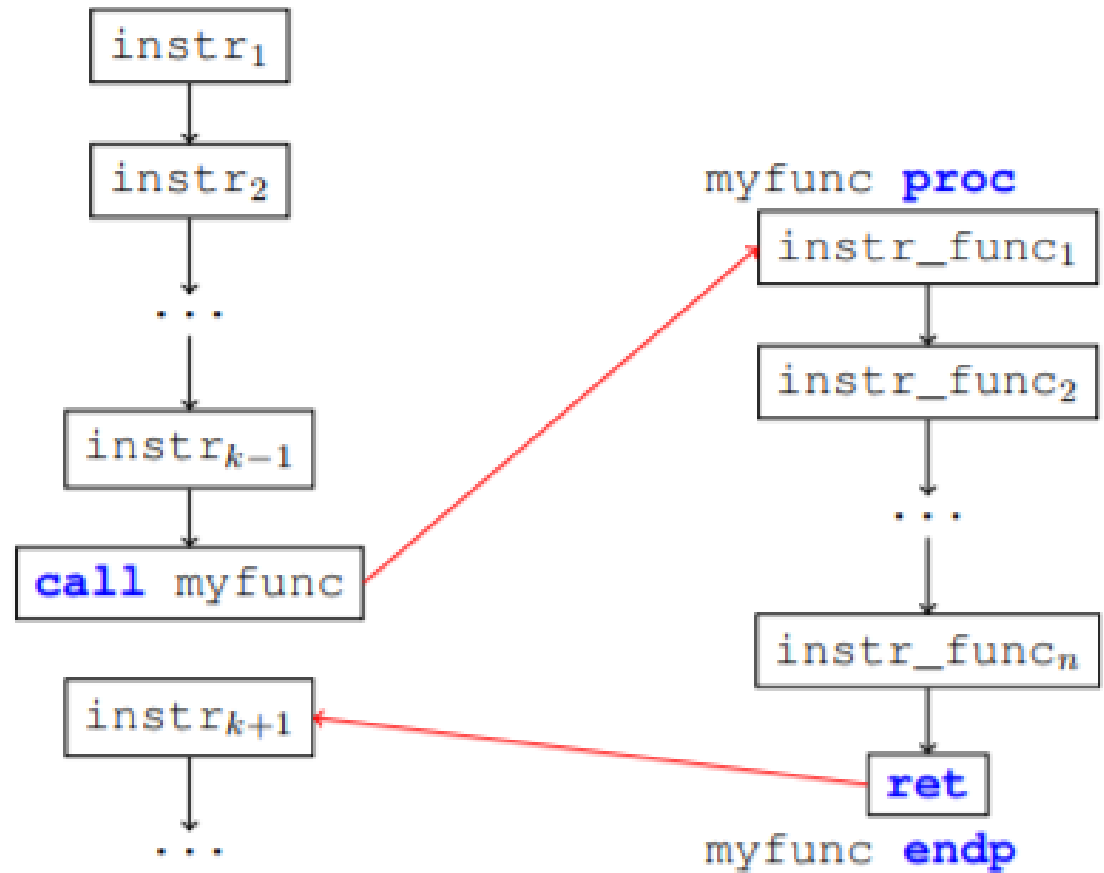 instr₁
instr₂
...
instrₖ₋₁
call myfunc
instrₖ₊₁
...
myfunc proc
instr_func₁
instr_func₂
...
instr_funcₙ
ret
myfunc endp